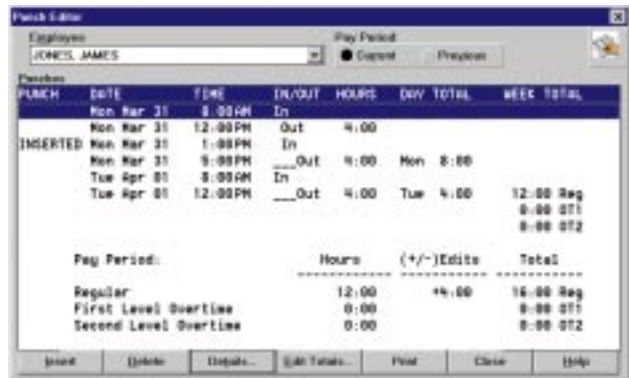 Punch Editor
Employee
Pay Period
JONES, JAMES
Current
Previous
Punches
PUNCH DATE TIME IN/OUT HOURS DAY TOTAL WEEK TOTAL
Mon Mar 31 8:00AM In
Mon Mar 31 12:00PM Out 4:00
INSERTED Mon Mar 31 1:00PM In
Mon Mar 31 5:00PM ___Out 4:00 Mon 8:00
Tue Apr 01 8:00AM In
Tue Apr 01 12:00PM ___Out 4:00 Tue 4:00 12:00 Reg
0:00 OT1
0:00 OT2
Pay Period: Hours (+/-)Edits Total
Regular 12:00 +4:00 16:00 Reg
First Level Overtime 0:00 0:00 OT1
Second Level Overtime 0:00 0:00 OT2
Insert Delete Details... Edit Totals... Print Close Help